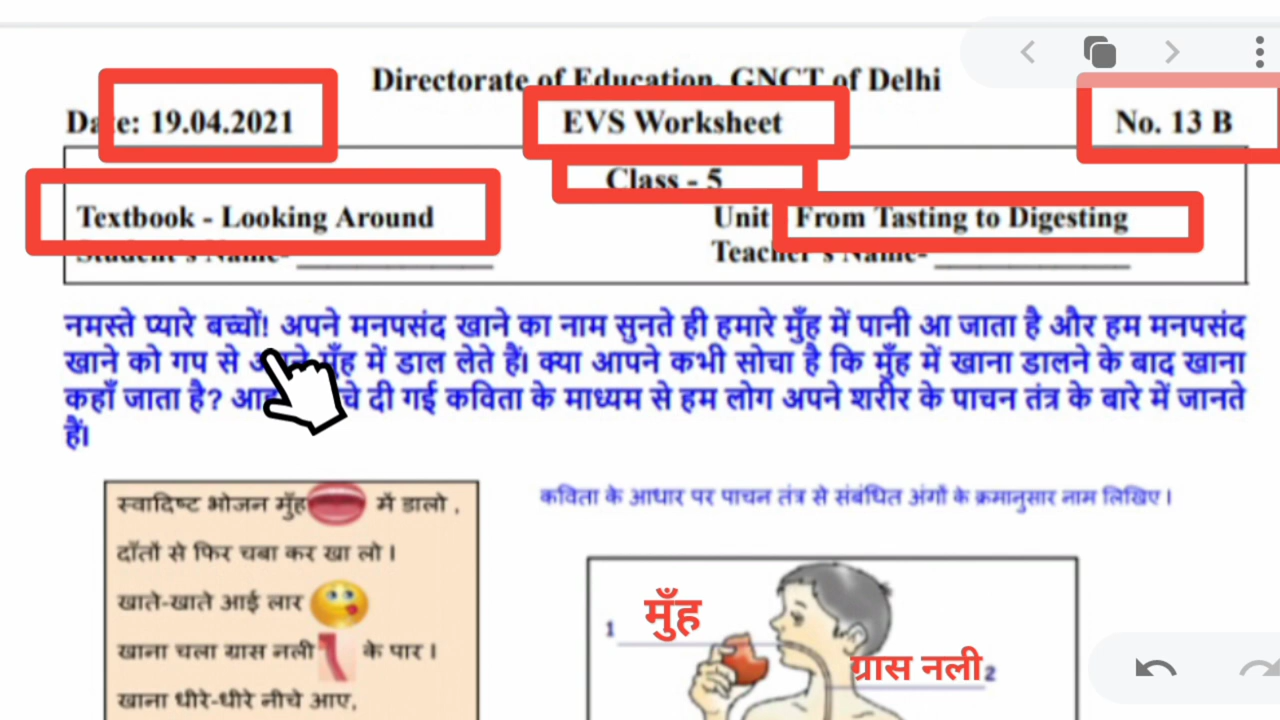 Directorate of Education, GNCT of Delhi
Date: 19.04.2021 EVS Worksheet No. 13 B
Class - 5
Textbook - Looking Around Unit From Tasting to Digesting
Student's Name- Teacher's Name-
नमस्ते प्यारे बच्चों! अपने मनपसंद खाने का नाम सुनते ही हमारे मुँह में पानी आ जाता है और हम मनपसंद
खाने को गप से मुँह में डाल लेते हैं। क्या आपने कभी सोचा है कि मुँह में खाना डालने के बाद खाना
कहाँ जाता है? दी गई कविता के माध्यम से हम लोग अपने शरीर के पाचन तंत्र के बारे में जानते
हैं।
स्वादिष्ट भोजन मुँह में डालो ,
दाँतों से फिर चबा कर खा लो ।
खाते-खाते आई लार
खाना चला ग्रास नली के पार ।
खाना धीरे-धीरे नीचे आए,
कविता के आधार पर पाचन तंत्र से संबंधित अंगों के क्रमानुसार नाम लिखिए ।
1 मुँह
ग्रास नली 2